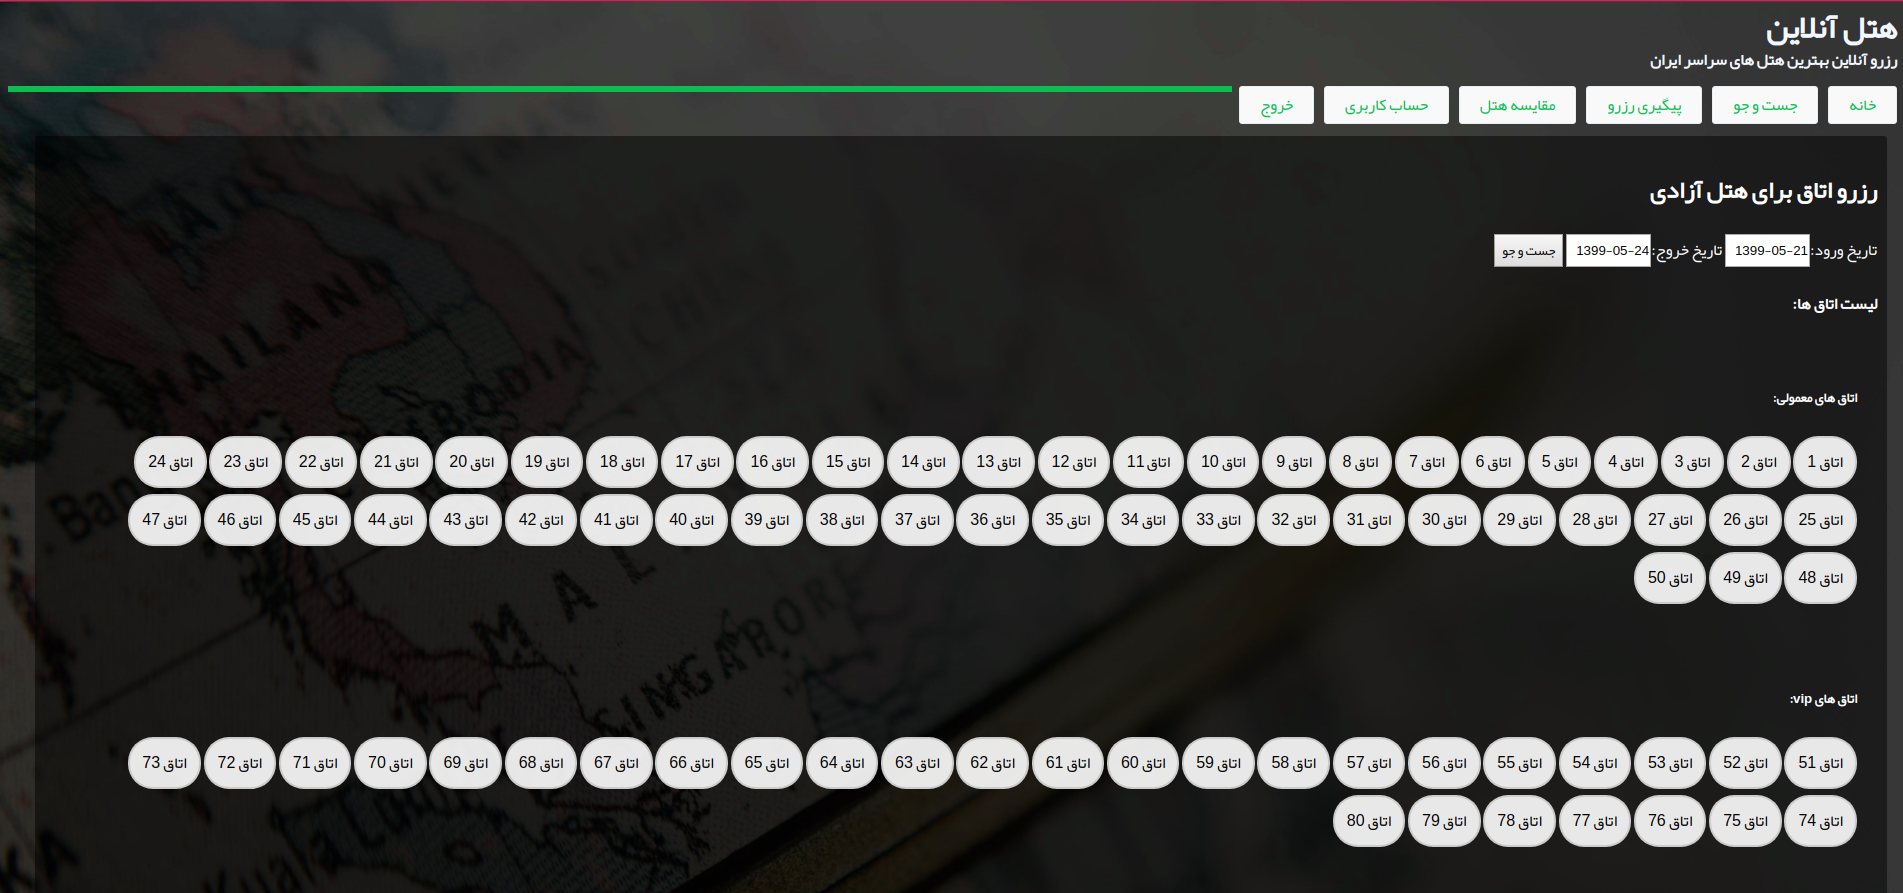 هتل آنلاین
رزرو آنلاین بهترین هتل های سراسر ایران
خانه جست و جو پیگیری رزرو مقایسه هتل حساب کاربری خروج
رزرو اتاق برای هتل آزادی
تاریخ ورود: 1399-05-21 تاریخ خروج: 1399-05-24 جست و جو
لیست اتاق ها:
اتاق های معمولی:
اتاق 1 اتاق 2 اتاق 3 اتاق 4 اتاق 5 اتاق 6 اتاق 7 اتاق 8 اتاق 9 اتاق 10 اتاق 11 اتاق 12 اتاق 13 اتاق 14 اتاق 15 اتاق 16 اتاق 17 اتاق 18 اتاق 19 اتاق 20 اتاق 21 اتاق 22 اتاق 23 اتاق 24
اتاق 25 اتاق 26 اتاق 27 اتاق 28 اتاق 29 اتاق 30 اتاق 31 اتاق 32 اتاق 33 اتاق 34 اتاق 35 اتاق 36 اتاق 37 اتاق 38 اتاق 39 اتاق 40 اتاق 41 اتاق 42 اتاق 43 اتاق 44 اتاق 45 اتاق 46 اتاق 47
اتاق 48 اتاق 49 اتاق 50
اتاق های vip:
اتاق 51 اتاق 52 اتاق 53 اتاق 54 اتاق 55 اتاق 56 اتاق 57 اتاق 58 اتاق 59 اتاق 60 اتاق 61 اتاق 62 اتاق 63 اتاق 64 اتاق 65 اتاق 66 اتاق 67 اتاق 68 اتاق 69 اتاق 70 اتاق 71 اتاق 72 اتاق 73
اتاق 74 اتاق 75 اتاق 76 اتاق 77 اتاق 78 اتاق 79 اتاق 80
THAILAND
SINGAPORE